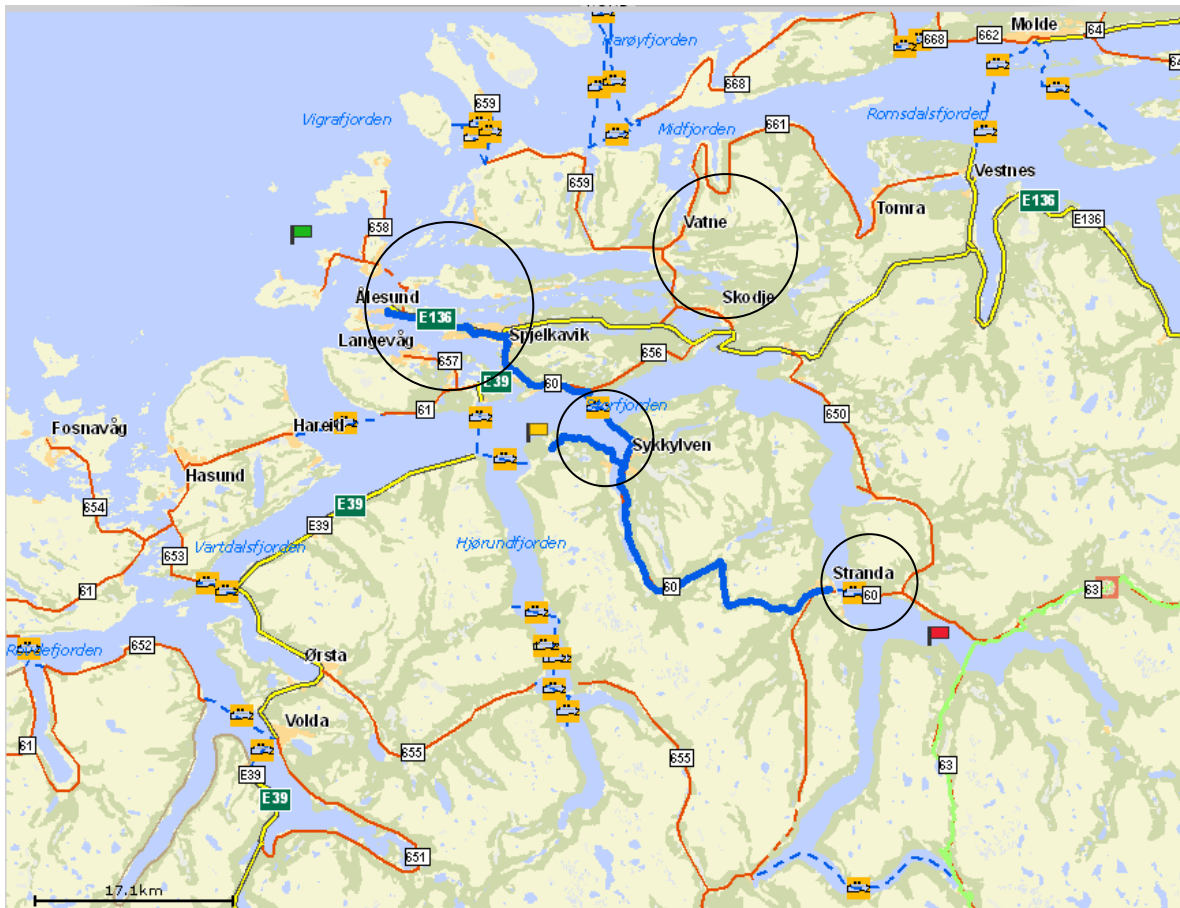 Molde
64
662
668
Harøyfjorden
64
668
659
Vigrafjorden
Midfjorden
661
Romsdalsfjorden
Vestnes
659
E136
Tomra
E136
Vatne
658
Ålesund
Skodje
E136
Langevåg
Spjelkavik
657
656
E39
60
61
Storfjorden
650
Fosnavåg
Hareid
Sykkylven
Hasund
654
E39
E39
Hjørundfjorden
Vartdalsfjorden
653
Stranda
61
60
60
63
652
Rovdefjorden
Ørsta
Volda
61
655
655
63
E39
E39
651
17.1km